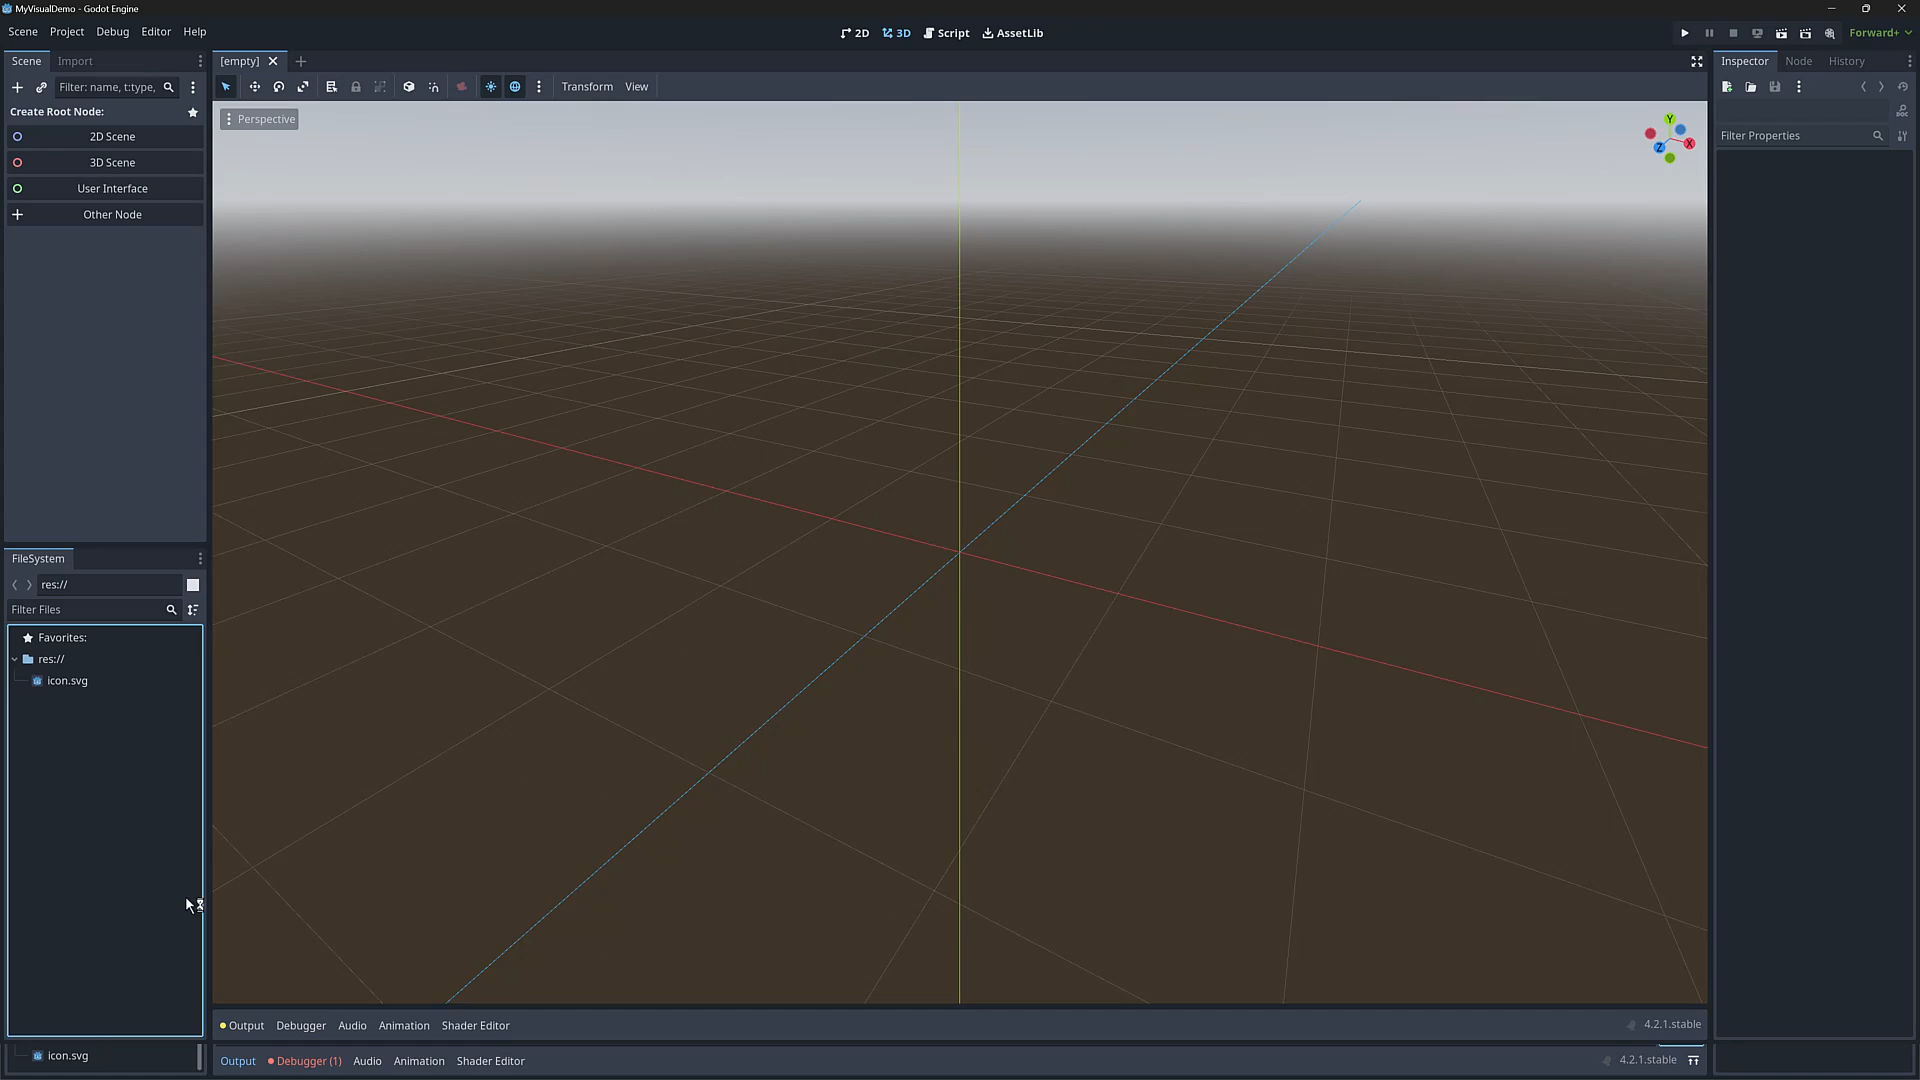 MyVisualDemo - Godot Engine
Scene Project Debug Editor Help
2D 3D Script AssetLib
Forward+
Scene Import
[empty]
Inspector Node History
Filter: name, t:type,
Transform View
Create Root Node:
2D Scene
3D Scene
User Interface
Other Node
Perspective
Y
X
Z
Filter Properties
FileSystem
res://
Filter Files
Favorites:
res://
icon.svg
Output Debugger Audio Animation Shader Editor
4.2.1.stable
icon.svg
Output Debugger (1) Audio Animation Shader Editor
4.2.1.stable